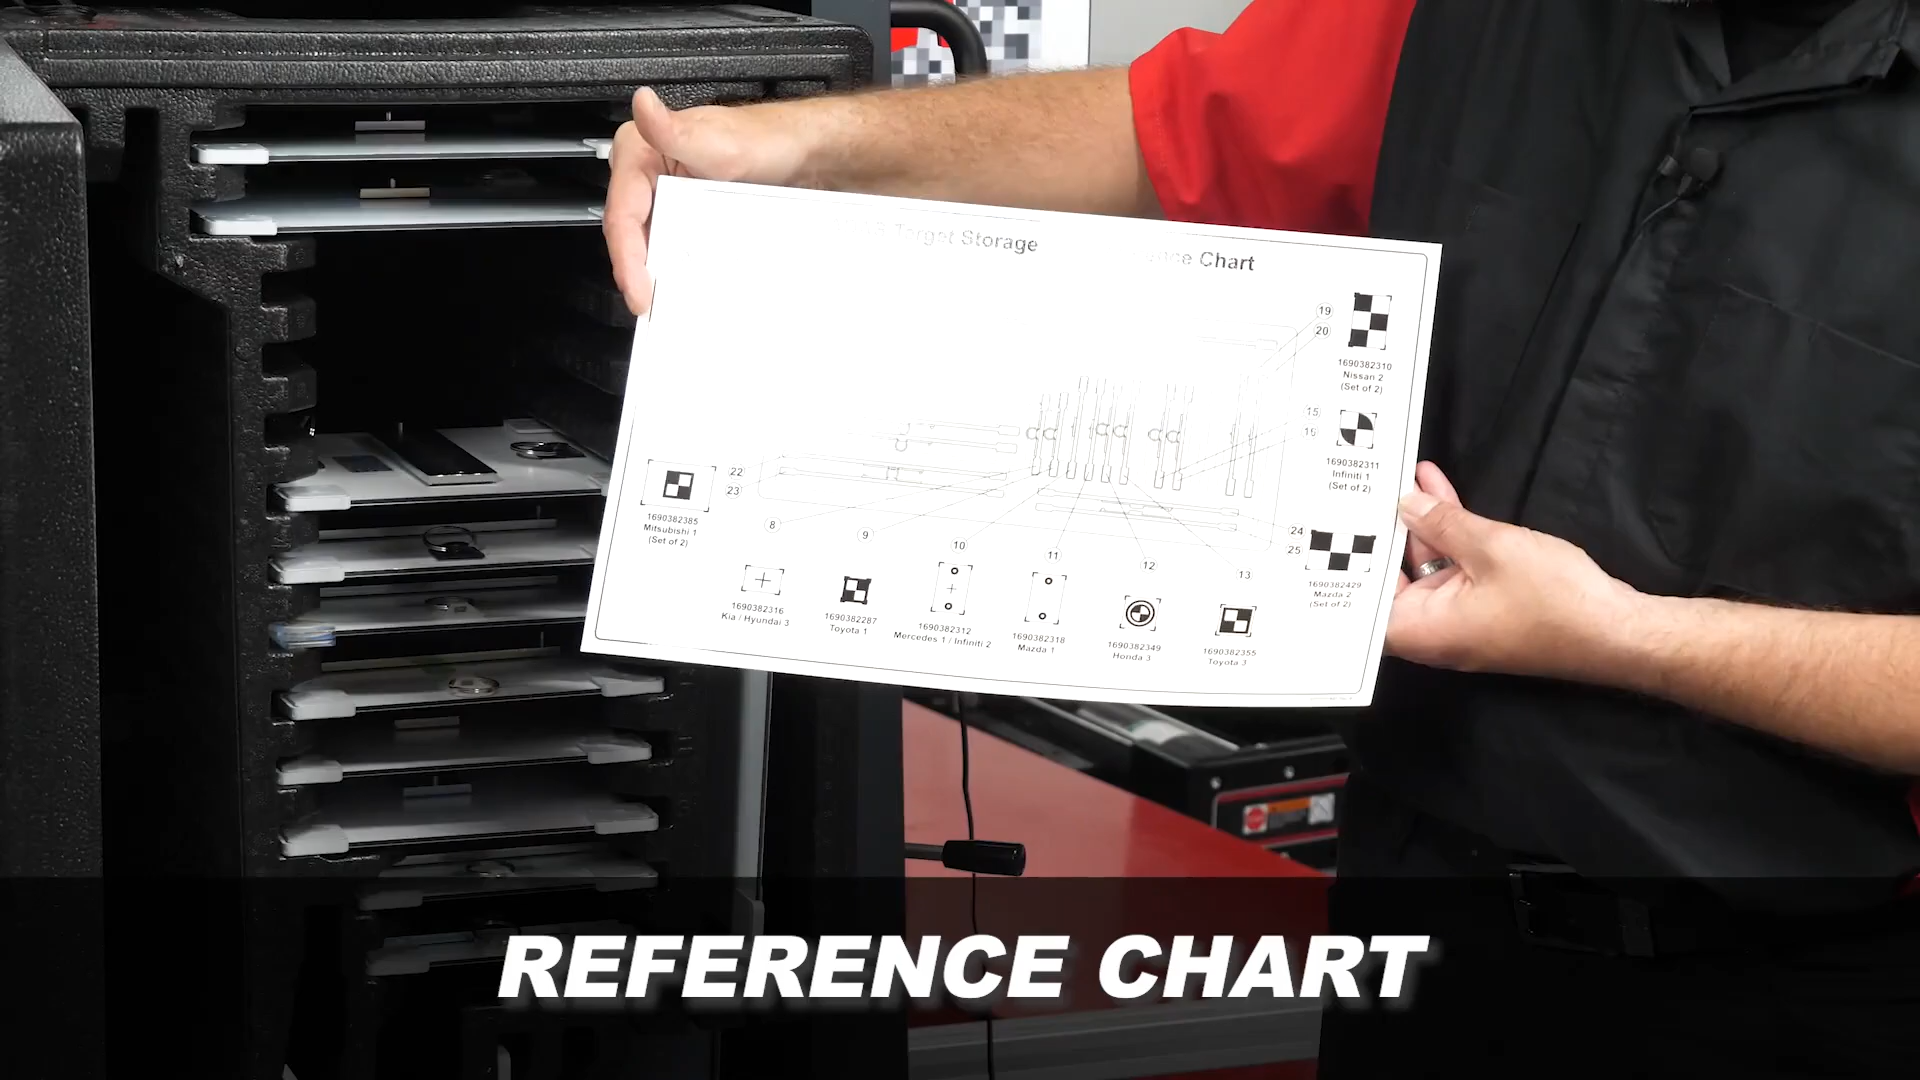 Target Storage
Chart
19
20
1690382310
Nissan 2
(Set of 2)
15
16
1690382311
Infiniti 1
(Set of 2)
22
23
1690382385
Mitsubishi 1
(Set of 2)
8
9
10
11
12
13
24
25
1690382429
Mazda 2
(Set of 2)
1690382316
Kia / Hyundai 3
1690382287
Toyota 1
1690382312
Mercedes 1 / Infiniti 2
1690382318
Mazda 1
1690382349
Honda 3
1690382355
Toyota 3
REFERENCE CHART